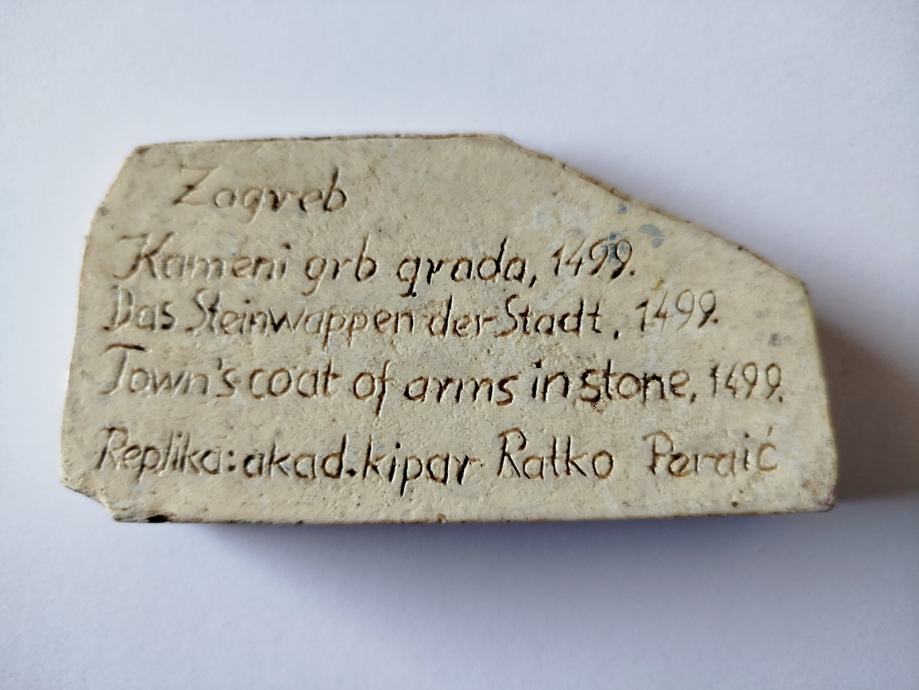 Zagreb
Kameni grb grada, 1499.
Das Steinwappen der Stadt, 1499.
Town's coat of arms in stone, 1499.
Replika: akad. kipar Ratko Peraić